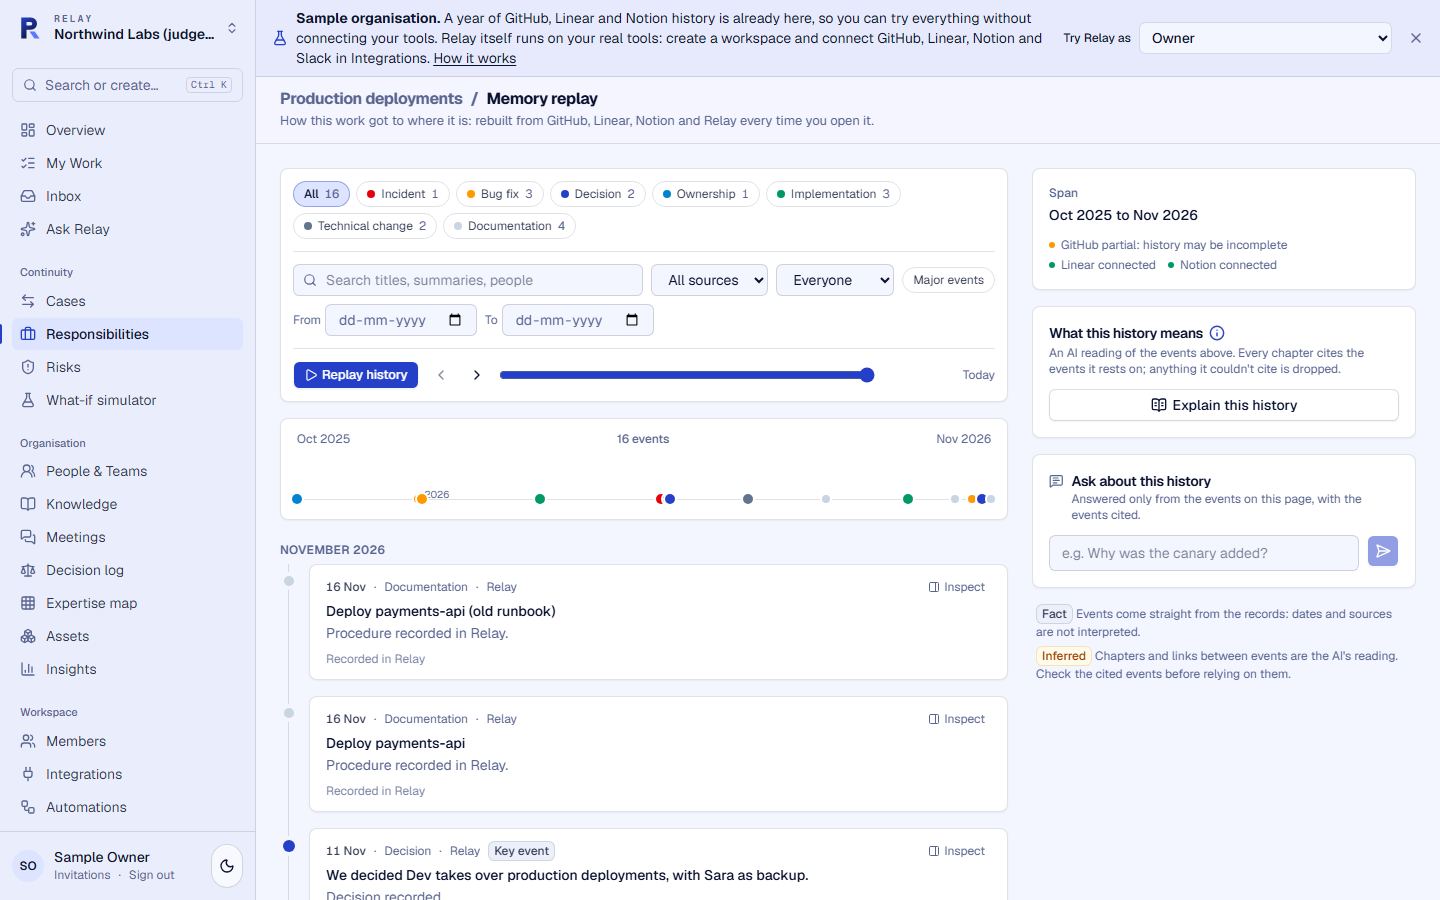 RELAY
Northwind Labs (judge...
Search or create...
Ctrl K
Overview
My Work
Inbox
Ask Relay
Continuity
Cases
Responsibilities
Risks
What-if simulator
Organisation
People & Teams
Knowledge
Meetings
Decision log
Expertise map
Assets
Insights
Workspace
Members
Integrations
Automations
SO
Sample Owner
Invitations · Sign out
Sample organisation. A year of GitHub, Linear and Notion history is already here, so you can try everything without
connecting your tools. Relay itself runs on your real tools: create a workspace and connect GitHub, Linear, Notion and
Slack in Integrations. How it works
Try Relay as
Owner
Production deployments / Memory replay
How this work got to where it is: rebuilt from GitHub, Linear, Notion and Relay every time you open it.
All 16
Incident 1
Bug fix 3
Decision 2
Ownership 1
Implementation 3
Technical change 2
Documentation 4
Search titles, summaries, people
All sources
Everyone
Major events
From
dd-mm-yyyy
To
dd-mm-yyyy
Replay history
Today
Oct 2025
16 events
Nov 2026
2026
NOVEMBER 2026
16 Nov · Documentation · Relay
Inspect
Deploy payments-api (old runbook)
Procedure recorded in Relay.
Recorded in Relay
16 Nov · Documentation · Relay
Inspect
Deploy payments-api
Procedure recorded in Relay.
Recorded in Relay
11 Nov · Decision · Relay Key event
Inspect
We decided Dev takes over production deployments, with Sara as backup.
Decision recorded
Span
Oct 2025 to Nov 2026
GitHub partial: history may be incomplete
Linear connected
Notion connected
What this history means
An AI reading of the events above. Every chapter cites the
events it rests on; anything it couldn't cite is dropped.
Explain this history
Ask about this history
Answered only from the events on this page, with the
events cited.
e.g. Why was the canary added?
Fact Events come straight from the records: dates and sources
are not interpreted.
Inferred Chapters and links between events are the AI's reading.
Check the cited events before relying on them.